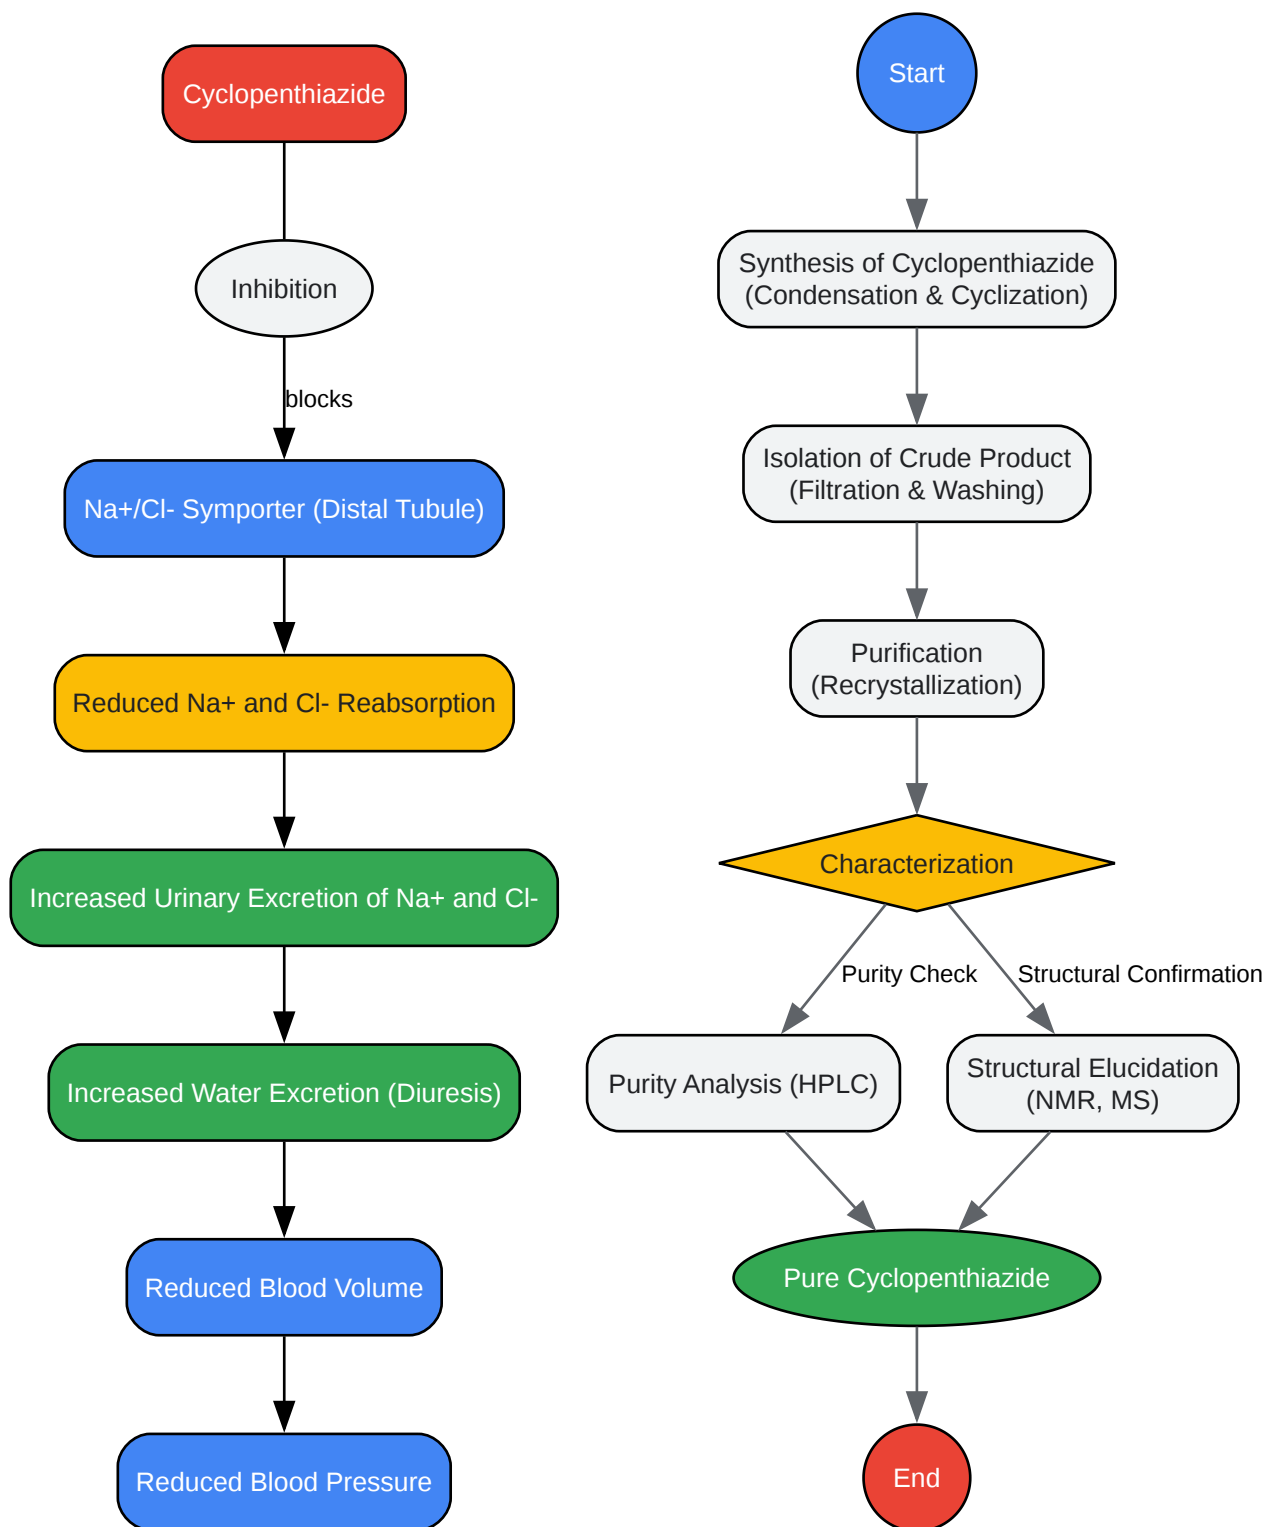 Cyclopenthiazide
Inhibition
blocks
Na+/Cl- Symporter (Distal Tubule)
Reduced Na+ and Cl- Reabsorption
Increased Urinary Excretion of Na+ and Cl-
Increased Water Excretion (Diuresis)
Reduced Blood Volume
Reduced Blood Pressure
Start
Synthesis of Cyclopenthiazide
(Condensation & Cyclization)
Isolation of Crude Product
(Filtration & Washing)
Purification
(Recrystallization)
Characterization
Purity Check
Structural Confirmation
Purity Analysis (HPLC)
Structural Elucidation
(NMR, MS)
Pure Cyclopenthiazide
End